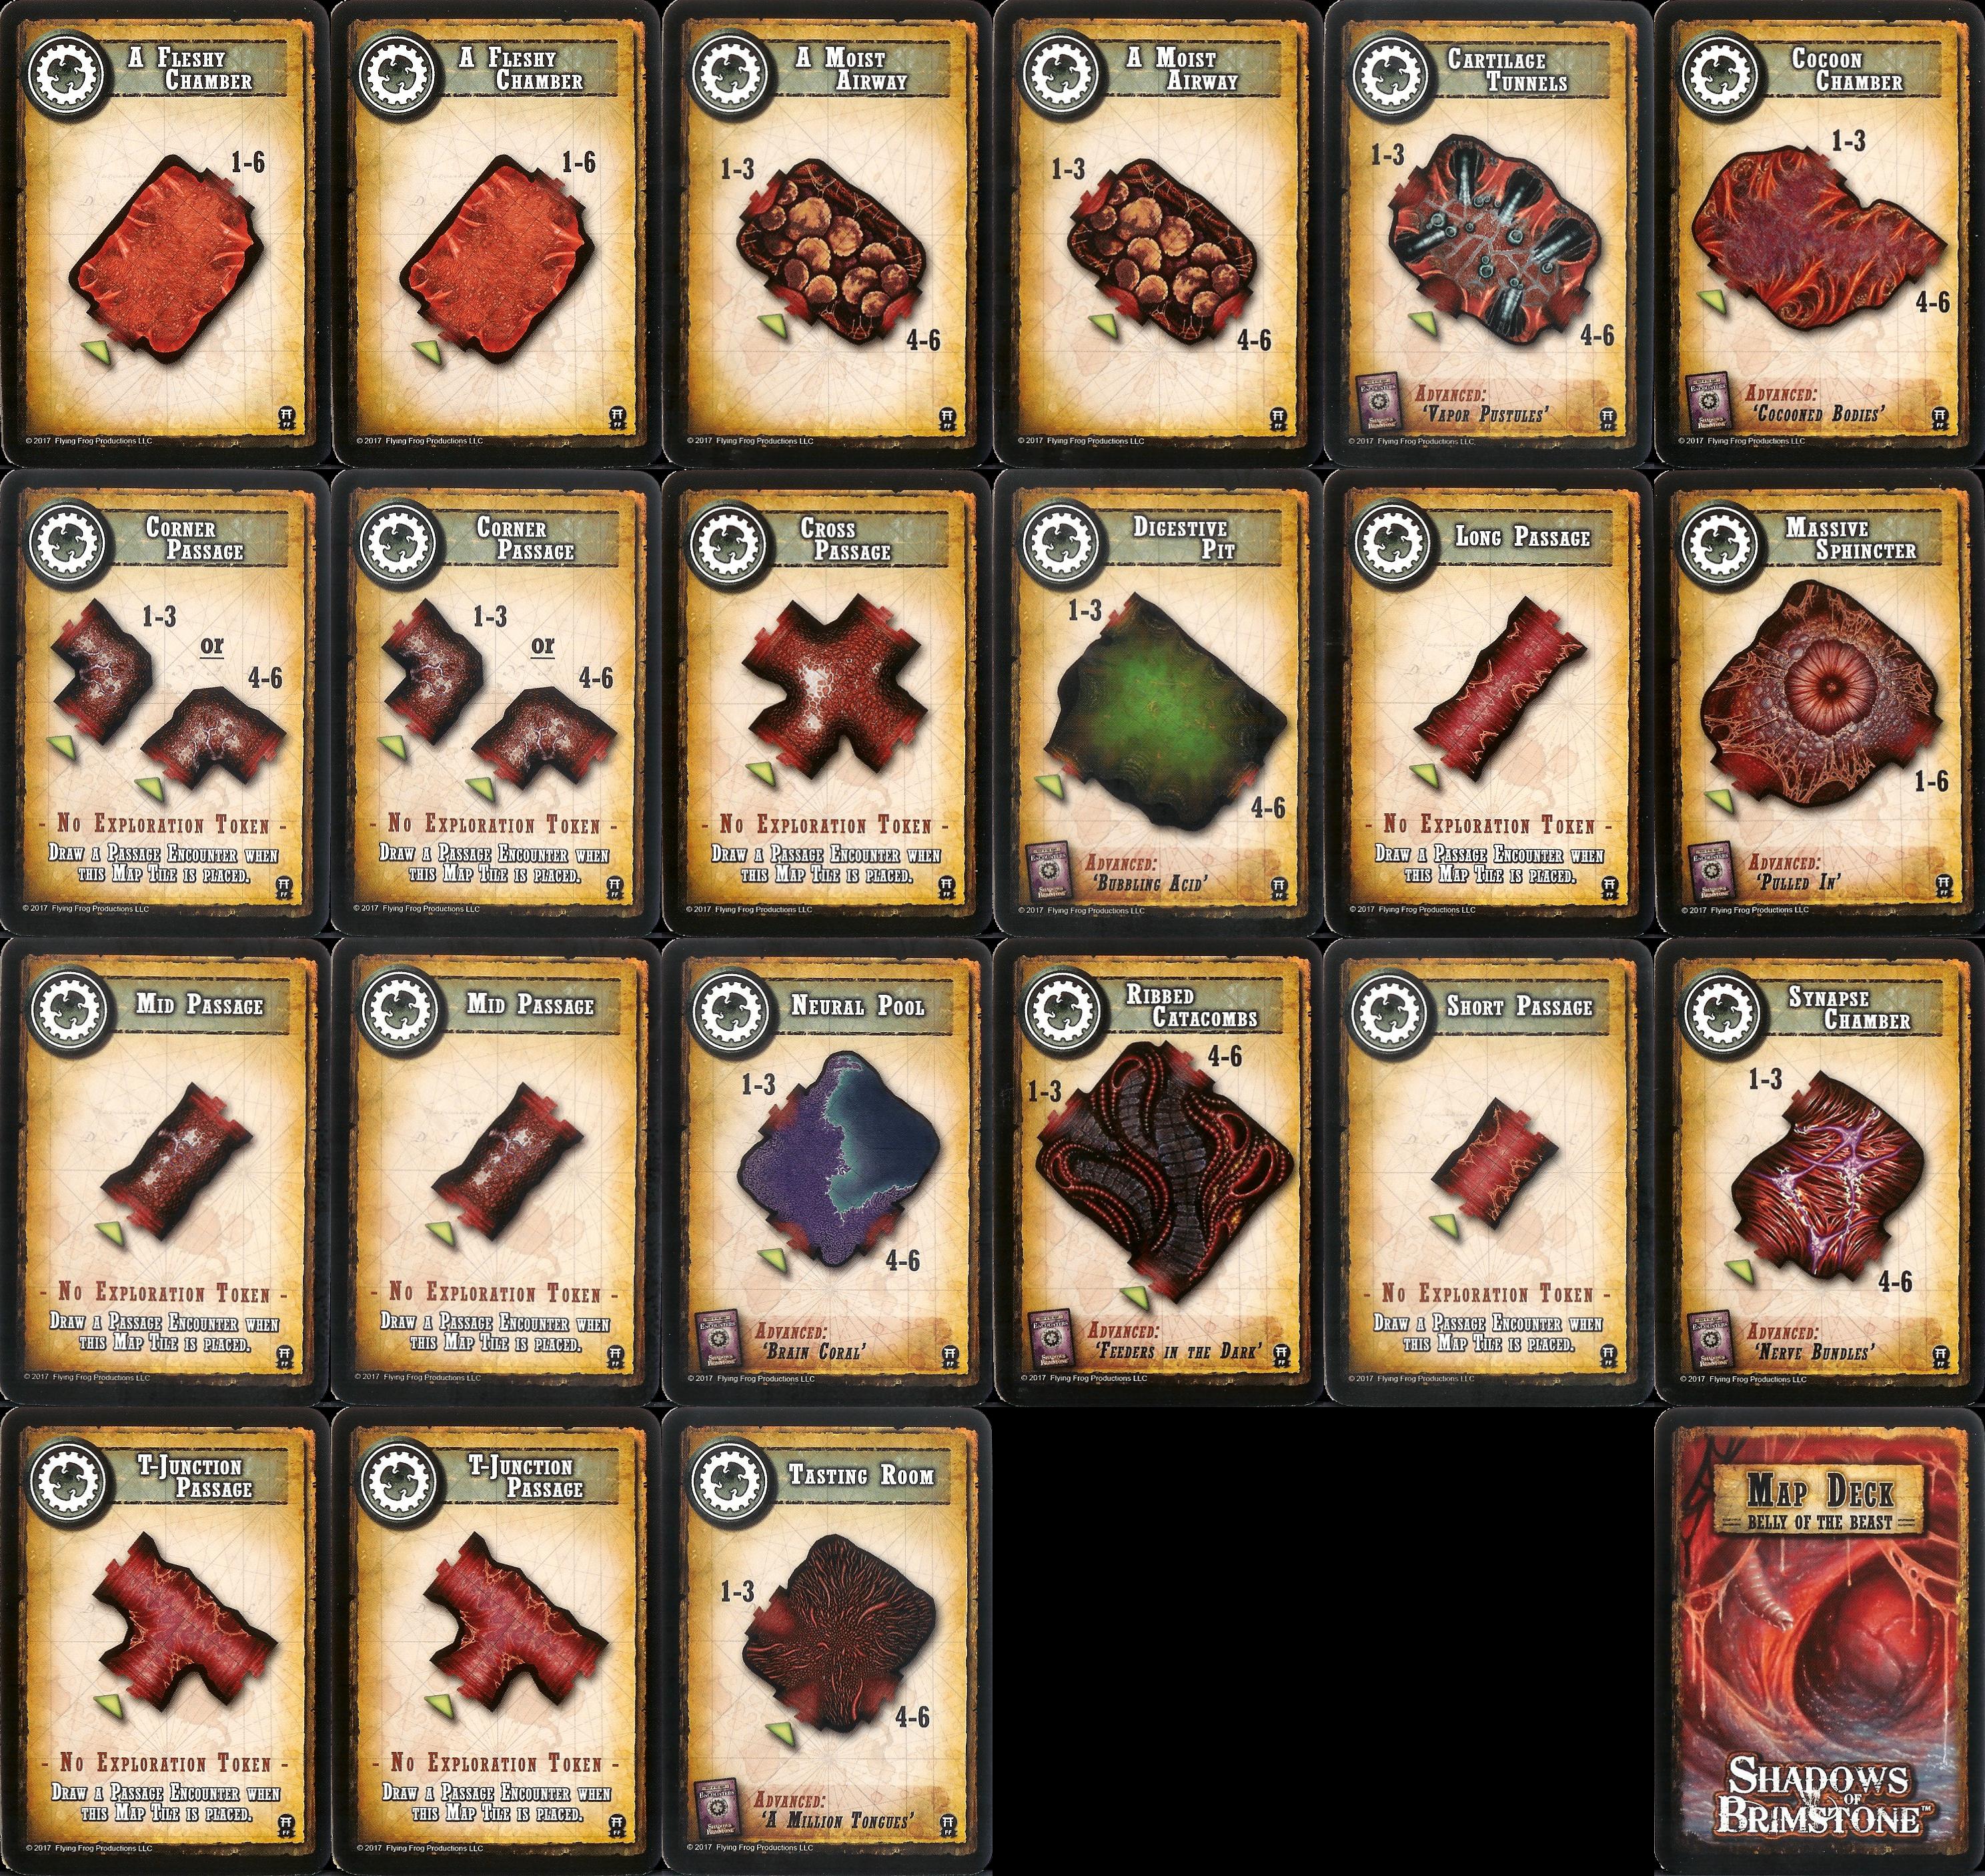 A Fleshy
Chamber
1-6
© 2017 Flying Frog Productions LLC
A Fleshy
Chamber
1-6
© 2017 Flying Frog Productions LLC
A Moist
Airway
1-3
4-6
© 2017 Flying Frog Productions LLC
A Moist
Airway
1-3
4-6
© 2017 Flying Frog Productions LLC
Cartilage
Tunnels
1-3
4-6
Advanced:
'Vapor Pustules'
© 2017 Flying Frog Productions LLC
Cocoon
Chamber
1-3
4-6
Advanced:
'Cocooned Bodies'
© 2017 Flying Frog Productions LLC
Corner
Passage
1-3
or
4-6
- No Exploration Token -
Draw a Passage Encounter when
this Map Tile is placed.
© 2017 Flying Frog Productions LLC
Corner
Passage
1-3
or
4-6
- No Exploration Token -
Draw a Passage Encounter when
this Map Tile is placed.
© 2017 Flying Frog Productions LLC
Cross
Passage
- No Exploration Token -
Draw a Passage Encounter when
this Map Tile is placed.
© 2017 Flying Frog Productions LLC
Digestive
Pit
1-3
4-6
Advanced:
'Bubbling Acid'
© 2017 Flying Frog Productions LLC
Long Passage
- No Exploration Token -
Draw a Passage Encounter when
this Map Tile is placed.
© 2017 Flying Frog Productions LLC
Massive
Sphincter
1-6
Advanced:
'Pulled In'
© 2017 Flying Frog Productions LLC
Mid Passage
- No Exploration Token -
Draw a Passage Encounter when
this Map Tile is placed.
© 2017 Flying Frog Productions LLC
Mid Passage
- No Exploration Token -
Draw a Passage Encounter when
this Map Tile is placed.
© 2017 Flying Frog Productions LLC
Neural Pool
1-3
4-6
Advanced:
'Brain Coral'
© 2017 Flying Frog Productions LLC
Ribbed
Catacombs
4-6
1-3
Advanced:
'Feeders in the Dark'
© 2017 Flying Frog Productions LLC
Short Passage
- No Exploration Token -
Draw a Passage Encounter when
this Map Tile is placed.
© 2017 Flying Frog Productions LLC
Synapse
Chamber
1-3
4-6
Advanced:
'Nerve Bundles'
© 2017 Flying Frog Productions LLC
T-Junction
Passage
- No Exploration Token -
Draw a Passage Encounter when
this Map Tile is placed.
© 2017 Flying Frog Productions LLC
T-Junction
Passage
- No Exploration Token -
Draw a Passage Encounter when
this Map Tile is placed.
© 2017 Flying Frog Productions LLC
Tasting Room
1-3
4-6
Advanced:
'A Million Tongues'
© 2017 Flying Frog Productions LLC
Map Deck
Belly of the Beast
Shadows
of
Brimstone™